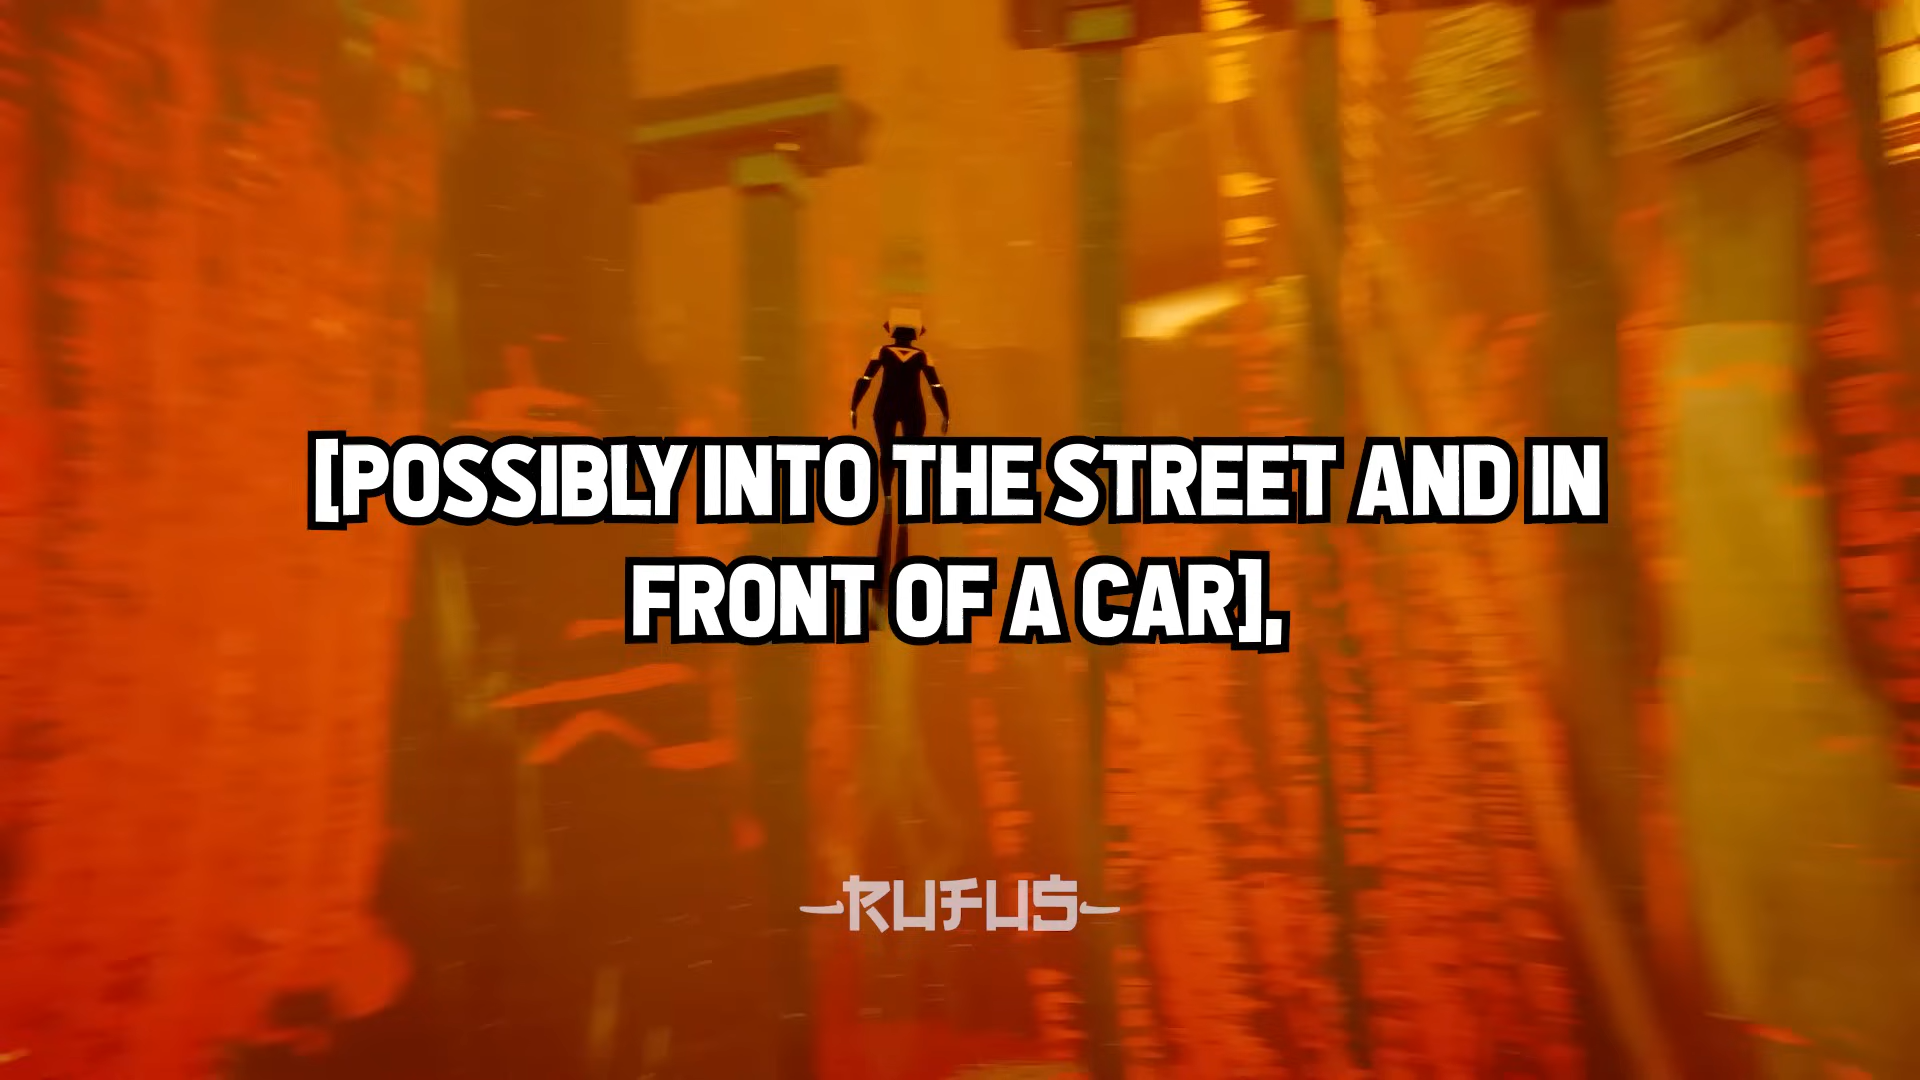 [POSSIBLY INTO THE STREET AND IN
FRONT OF A CAR],
RUFUS